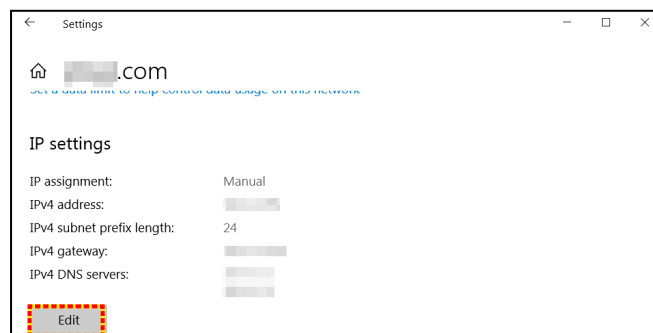 Settings
.com
Set a data limit to help control data usage on this network
IP settings
IP assignment: Manual
IPv4 address:
IPv4 subnet prefix length: 24
IPv4 gateway:
IPv4 DNS servers:
Edit